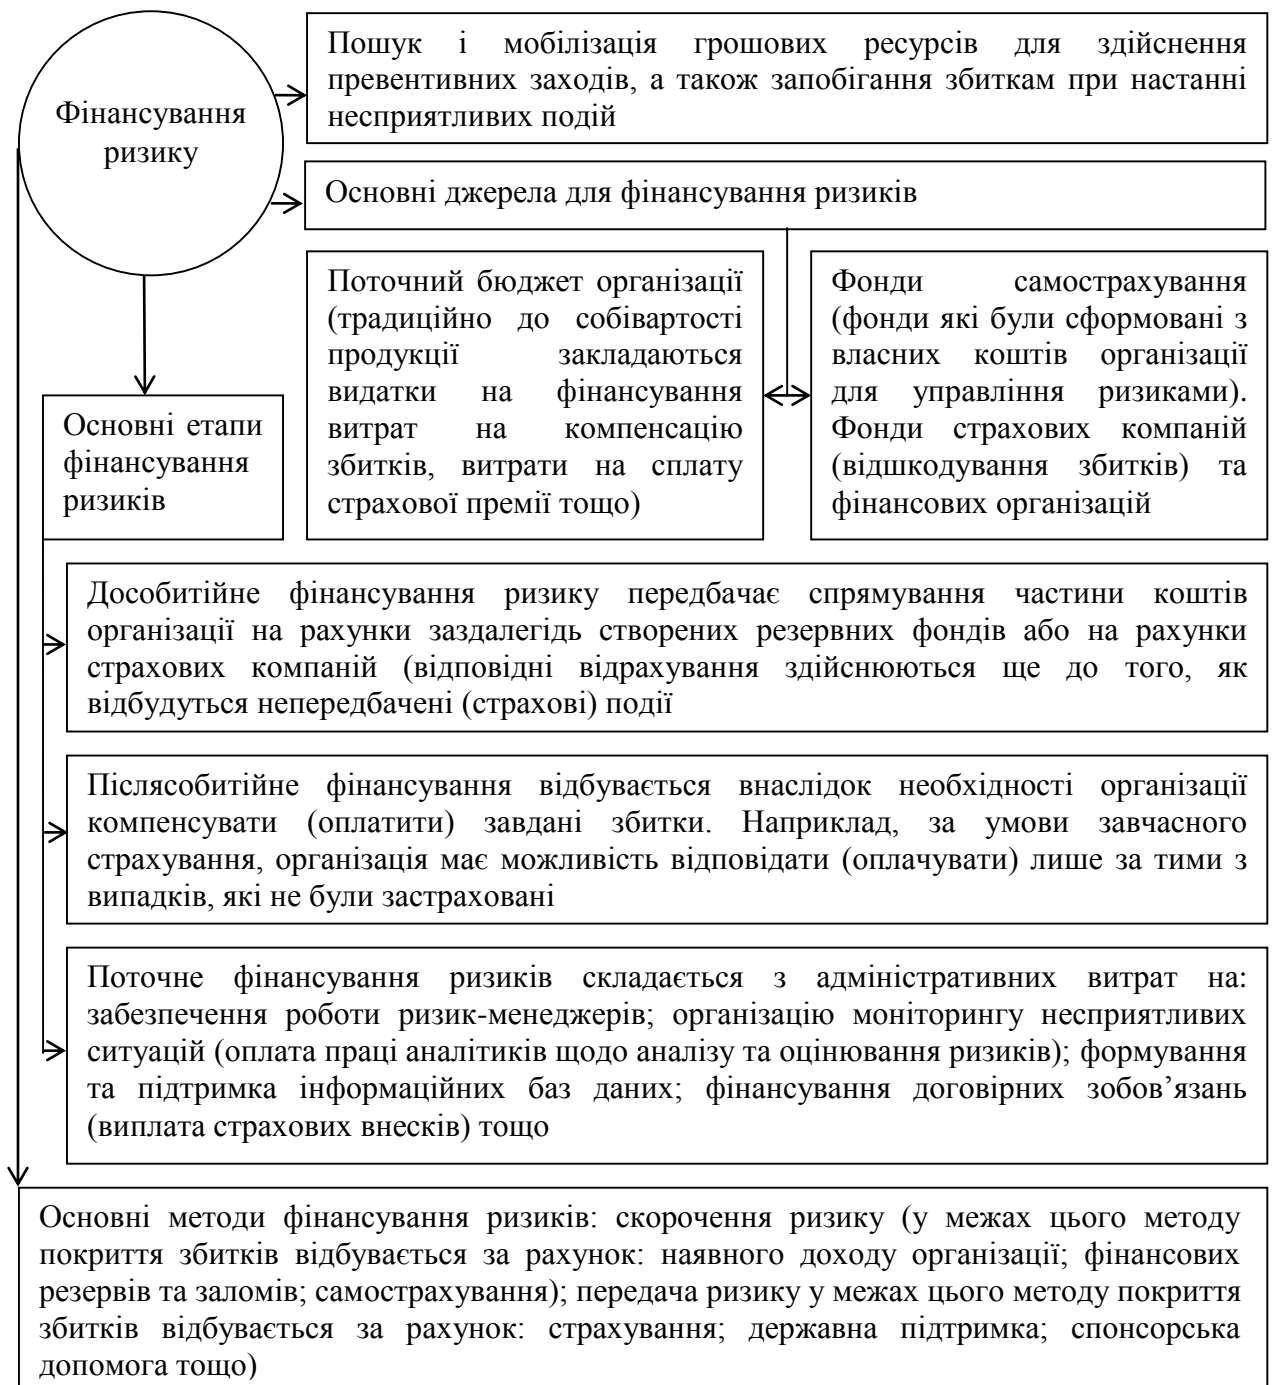 Фінансування
ризику
Пошук і мобілізація грошових ресурсів для здійснення
превентивних заходів, а також запобігання збиткам при настанні
несприятливих подій
Основні джерела для фінансування ризиків
Поточний бюджет організації
(традиційно до собівартості
продукції закладаються
видатки на фінансування
витрат на компенсацію
збитків, витрати на сплату
страхової премії тощо)
Фонди самострахування
(фонди які були сформовані з
власних коштів організації
для управління ризиками).
Фонди страхових компаній
(відшкодування збитків) та
фінансових організацій
Основні етапи
фінансування
ризиків
Дособитійне фінансування ризику передбачає спрямування частини коштів
організації на рахунки заздалегідь створених резервних фондів або на рахунки
страхових компаній (відповідні відрахування здійснюються ще до того, як
відбудуться непередбачені (страхові) події
Післясобитійне фінансування відбувається внаслідок необхідності організації
компенсувати (оплатити) завдані збитки. Наприклад, за умови завчасного
страхування, організація має можливість відповідати (оплачувати) лише за тими з
випадків, які не були застраховані
Поточне фінансування ризиків складається з адміністративних витрат на:
забезпечення роботи ризик-менеджерів; організацію моніторингу несприятливих
ситуацій (оплата праці аналітиків щодо аналізу та оцінювання ризиків); формування
та підтримка інформаційних баз даних; фінансування договірних зобов’язань
(виплата страхових внесків) тощо
Основні методи фінансування ризиків: скорочення ризику (у межах цього методу
покриття збитків відбувається за рахунок: наявного доходу організації; фінансових
резервів та заломів; самострахування); передача ризику у межах цього методу покриття
збитків відбувається за рахунок: страхування; державна підтримка; спонсорська
допомога тощо)